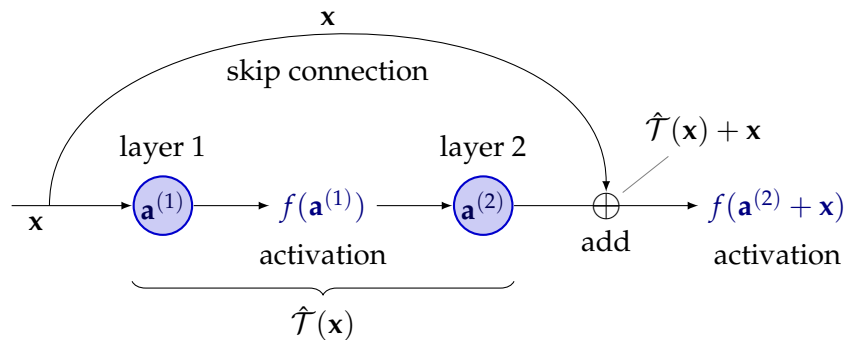 x
skip connection
𝒯̂(x) + x
layer 1
layer 2
x
a⁽¹⁾
f(a⁽¹⁾)
a⁽²⁾
f(a⁽²⁾ + x)
activation
add
activation
𝒯̂(x)